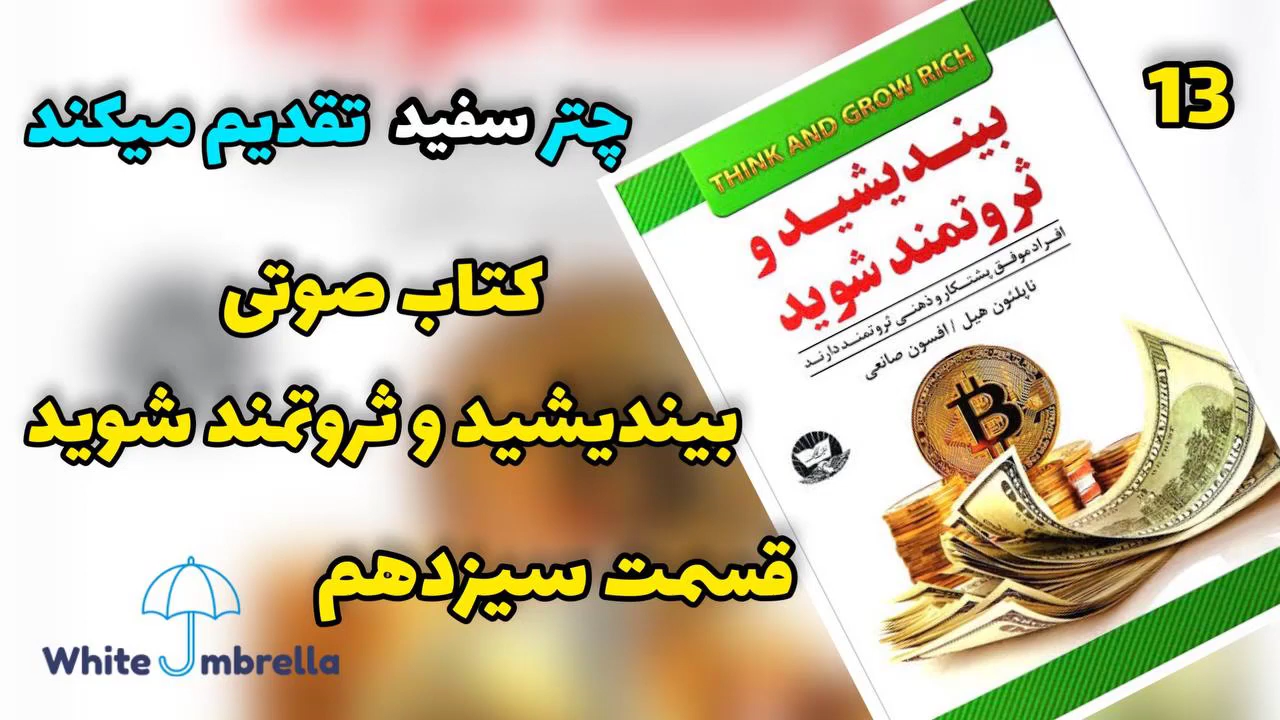 چتر سفید تقدیم میکند
13
THINK AND GROW RICH
بیندیشید و
ثروتمند شوید
افراد موفق پشتکار و ذهنی ثروتمند دارند
ناپلئون هیل / افسون صانعی
کتاب صوتی
بیندیشید و ثروتمند شوید
قسمت سیزدهم
White Umbrella